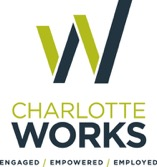 CHARLOTTE
WORKS
ENGAGED / EMPOWERED / EMPLOYED